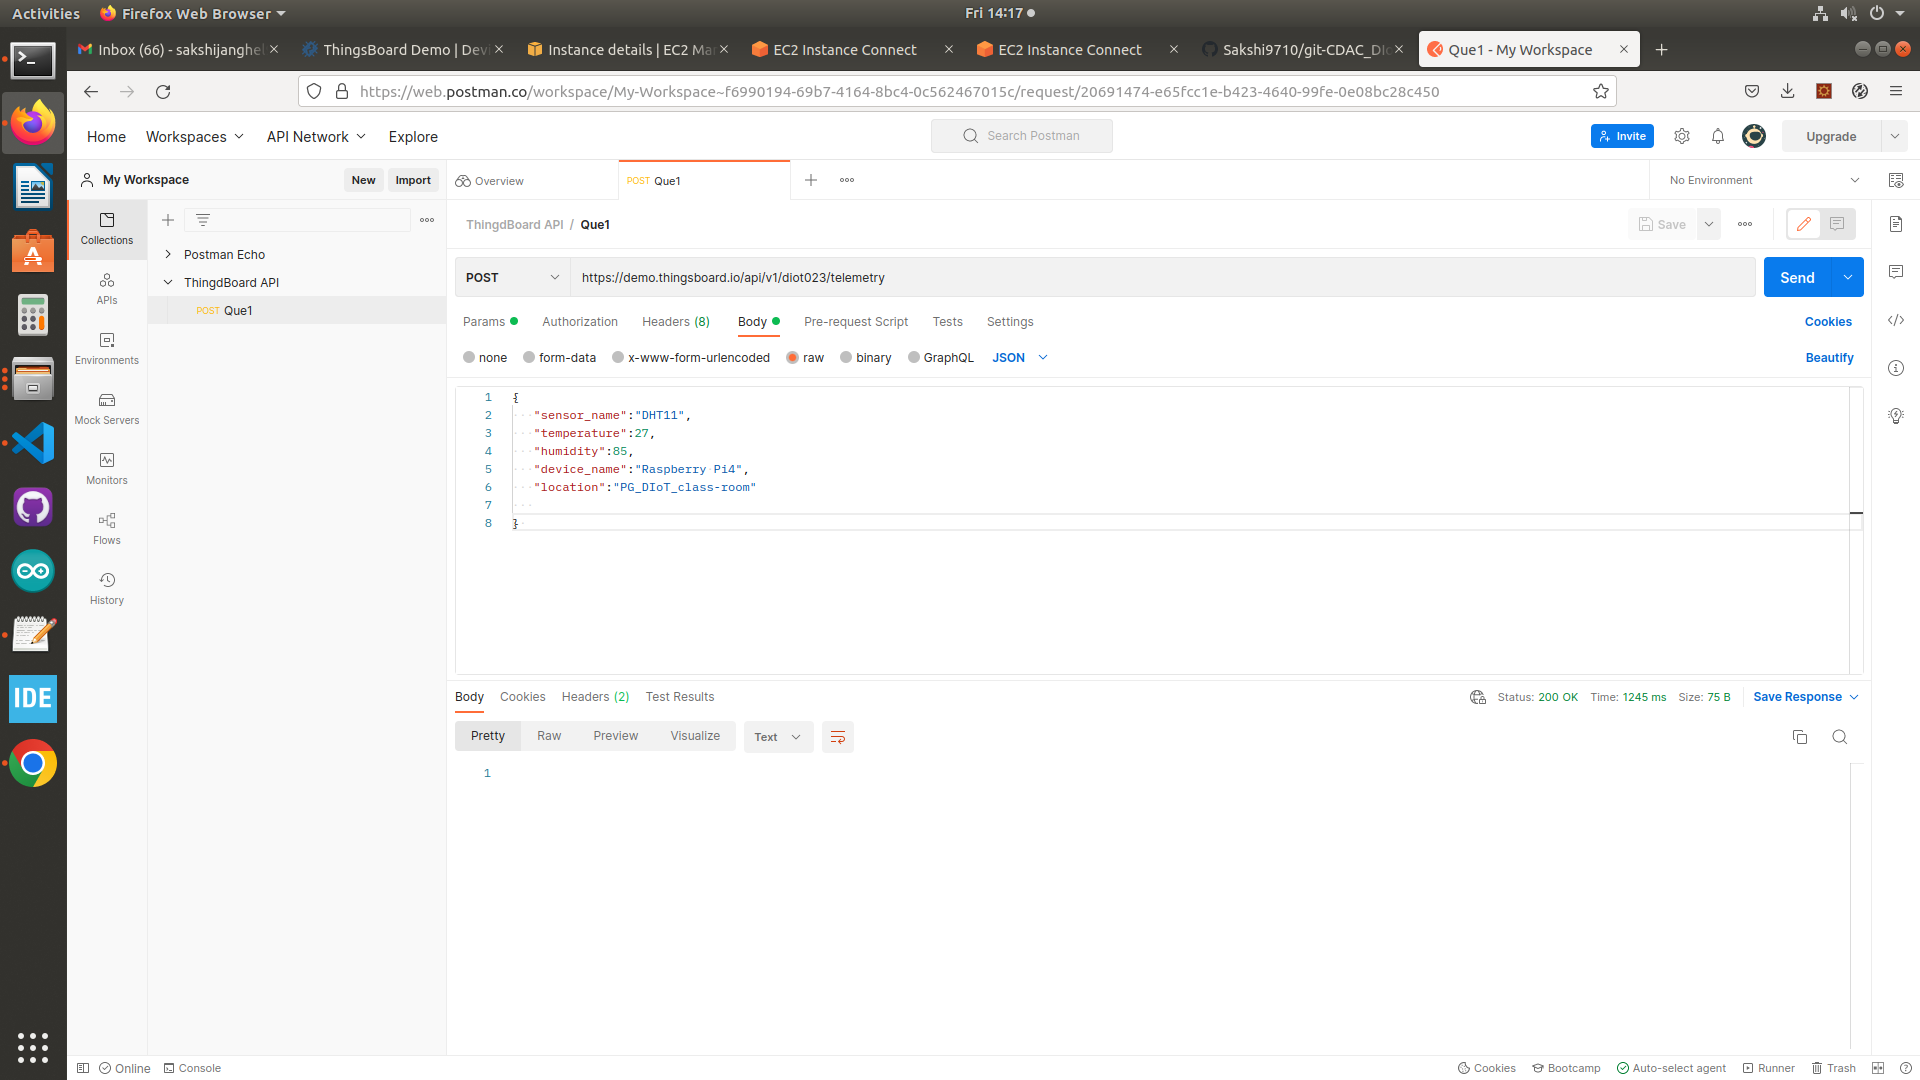 Activities Firefox Web Browser Fri 14:17
Inbox (66) - sakshijanghel ThingsBoard Demo | Devi Instance details | EC2 Ma EC2 Instance Connect EC2 Instance Connect Sakshi9710/git-CDAC_DIo Que1 - My Workspace
https://web.postman.co/workspace/My-Workspace~f6990194-69b7-4164-8bc4-0c562467015c/request/20691474-e65fcc1e-b423-4640-99fe-0e08bc28c450
Home Workspaces API Network Explore Search Postman Invite Upgrade
My Workspace New Import Overview POST Que1 No Environment
Collections
ThingdBoard API / Que1 Save
Postman Echo
ThingdBoard API
POST Que1
APIs
Environments
Mock Servers
Monitors
Flows
History
POST https://demo.thingsboard.io/api/v1/diot023/telemetry Send
Params Authorization Headers (8) Body Pre-request Script Tests Settings Cookies
none form-data x-www-form-urlencoded raw binary GraphQL JSON Beautify
1 {
2 "sensor_name":"DHT11",
3 "temperature":27,
4 "humidity":85,
5 "device_name":"Raspberry Pi4",
6 "location":"PG_DIoT_class-room"
7
8 }
Body Cookies Headers (2) Test Results Status: 200 OK Time: 1245 ms Size: 75 B Save Response
Pretty Raw Preview Visualize Text
1
IDE
Online Console Cookies Bootcamp Auto-select agent Runner Trash